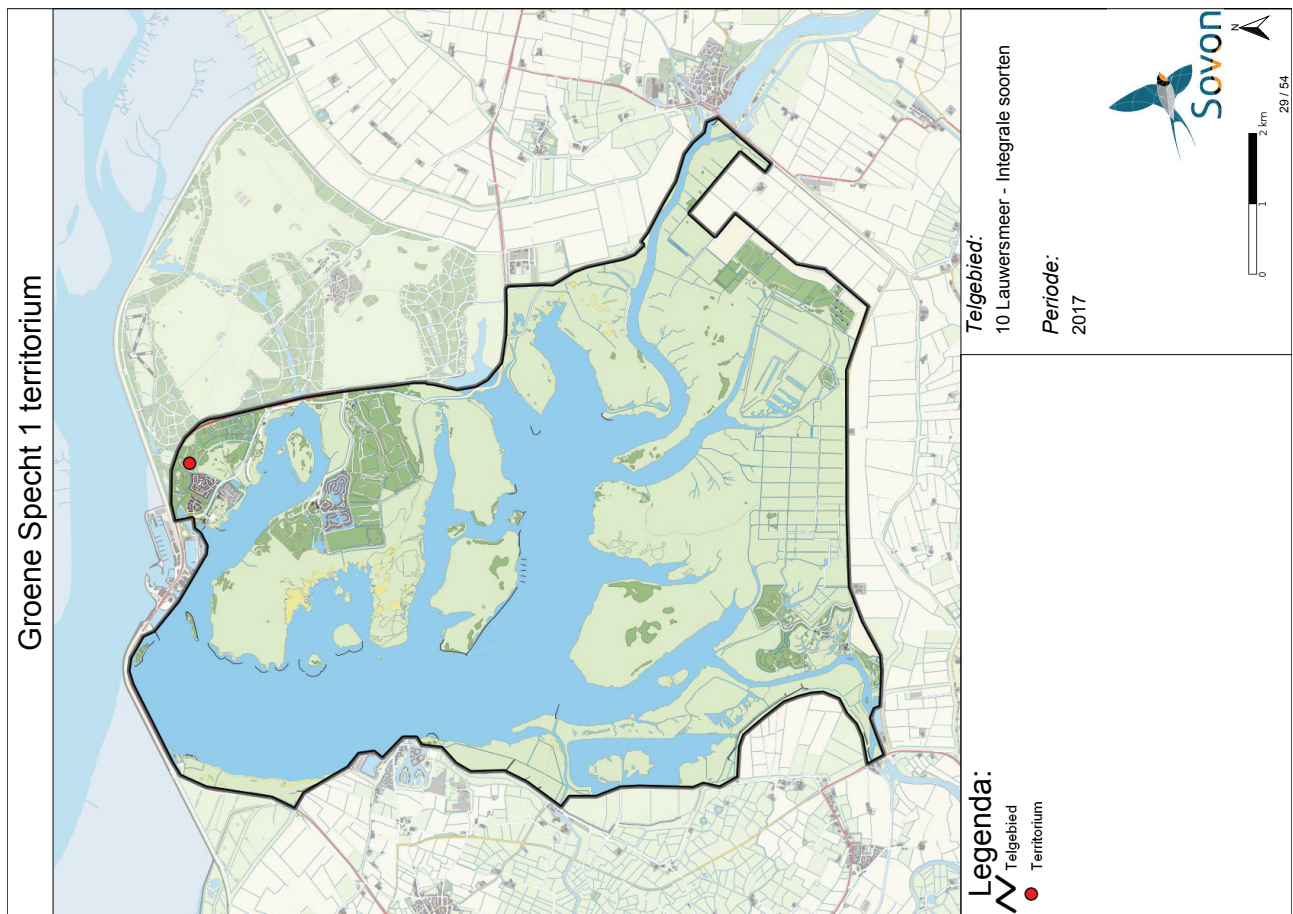 Groene Specht 1 territorium
Legenda:
Telgebied
Territorium
Telgebied:
10 Lauwersmeer - Integrale soorten
Periode:
2017
0 1 2 km
N
Sovon
29 / 54